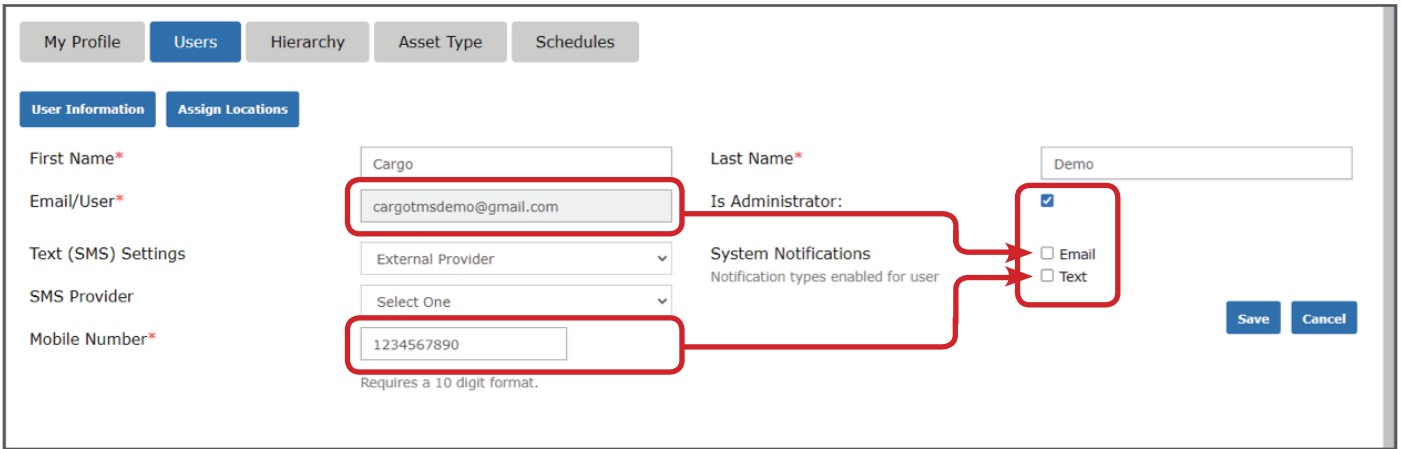 My Profile Users Hierarchy Asset Type Schedules
User Information Assign Locations
First Name* Cargo Last Name* Demo
Email/User* cargotmsdemo@gmail.com Is Administrator:
Text (SMS) Settings External Provider System Notifications Email
Notification types enabled for user Text
SMS Provider Select One
Save Cancel
Mobile Number* 1234567890
Requires a 10 digit format.